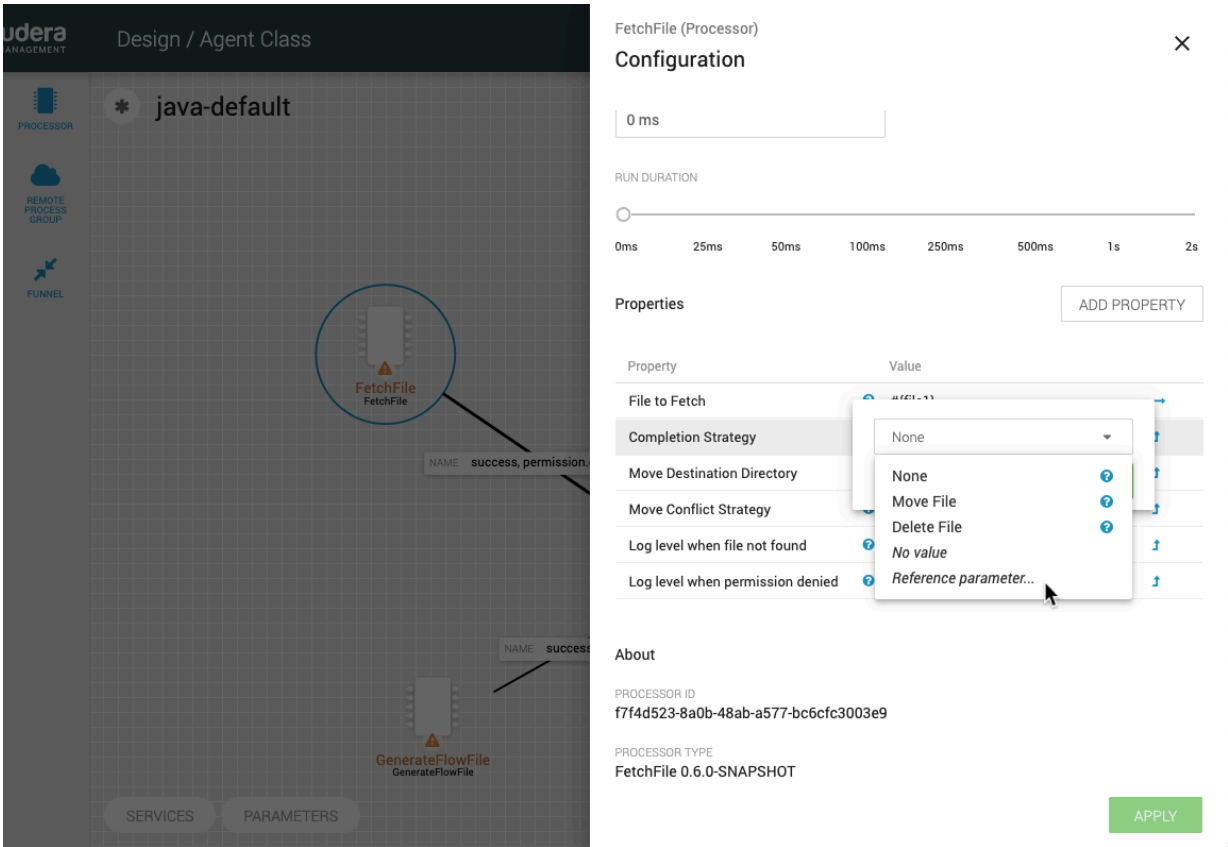 udera
MANAGEMENT
Design / Agent Class
java-default
PROCESSOR
REMOTE
PROCESS
GROUP
FUNNEL
FetchFile
FetchFile
NAME success, permission.
NAME success
GenerateFlowFile
GenerateFlowFile
SERVICES
PARAMETERS
FetchFile (Processor)
Configuration
0 ms
RUN DURATION
0ms 25ms 50ms 100ms 250ms 500ms 1s 2s
Properties
ADD PROPERTY
Property Value
File to Fetch
Completion Strategy
None
Move Destination Directory
None
Move File
Move Conflict Strategy
Delete File
Log level when file not found
No value
Log level when permission denied
Reference parameter...
About
PROCESSOR ID
f7f4d523-8a0b-48ab-a577-bc6cfc3003e9
PROCESSOR TYPE
FetchFile 0.6.0-SNAPSHOT
APPLY